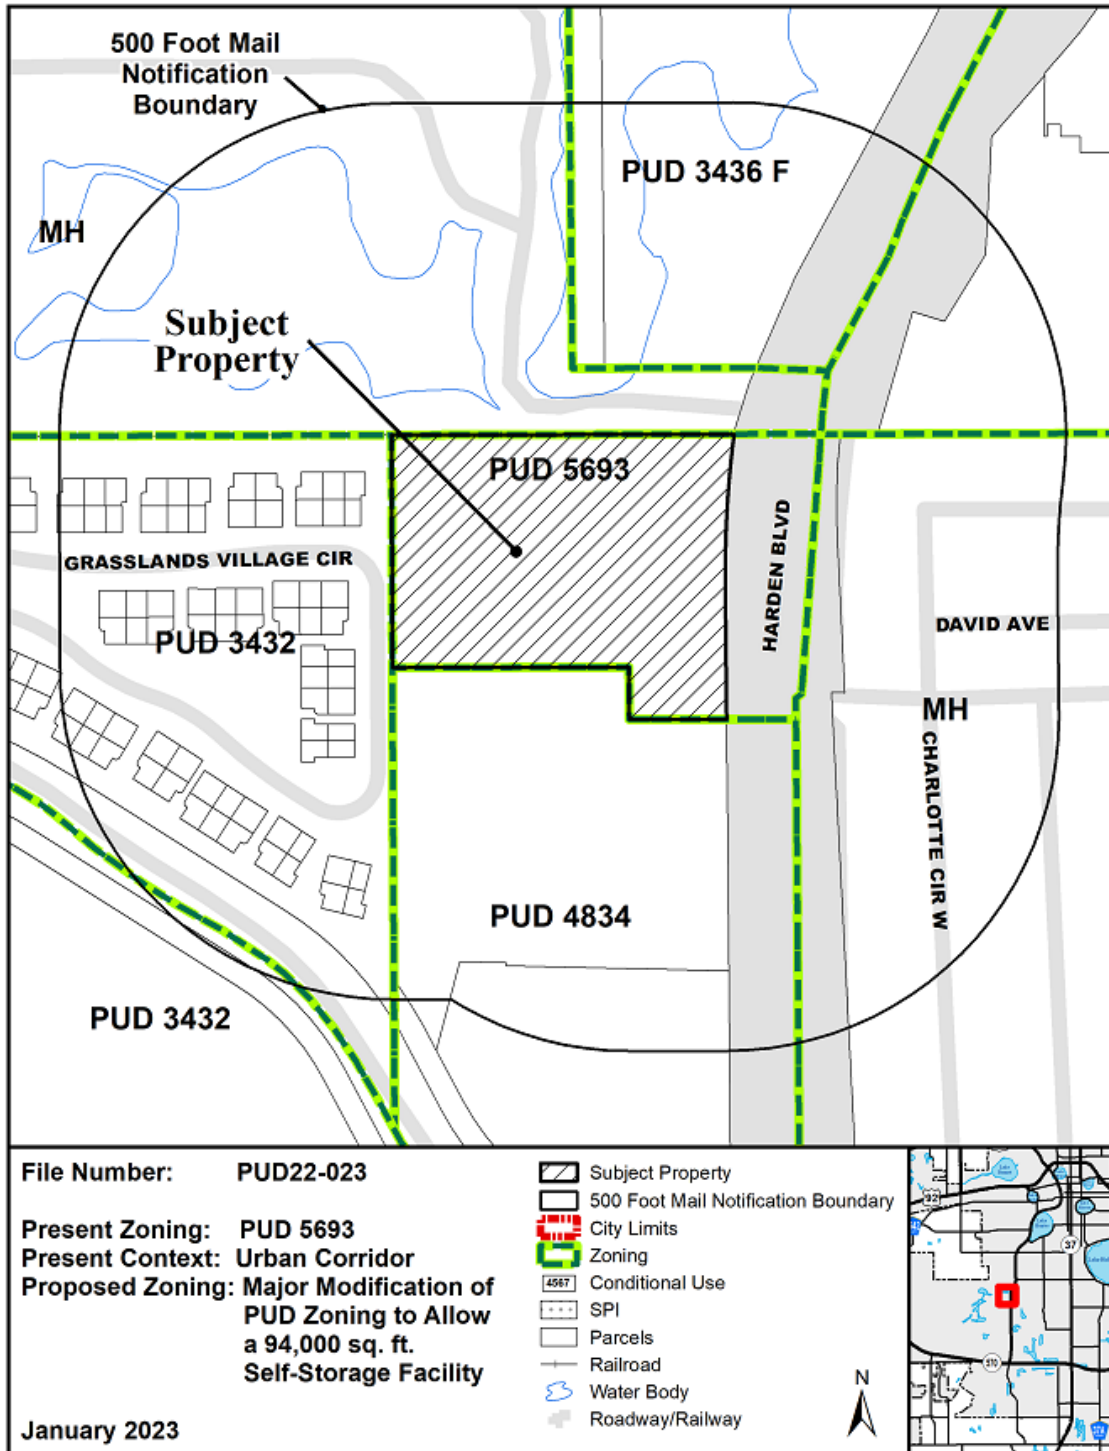 500 Foot Mail
Notification
Boundary
PUD 3436 F
MH
Subject
Property
PUD 5693
GRASSLANDS VILLAGE CIR
HARDEN BLVD
PUD 3432
DAVID AVE
MH
CHARLOTTE CIR W
PUD 4834
PUD 3432
File Number: PUD22-023
Present Zoning: PUD 5693
Present Context: Urban Corridor
Proposed Zoning: Major Modification of
PUD Zoning to Allow
a 94,000 sq. ft.
Self-Storage Facility
January 2023
Subject Property
500 Foot Mail Notification Boundary
City Limits
Zoning
4567 Conditional Use
SPI
Parcels
Railroad
Water Body
Roadway/Railway
N
92
37
570